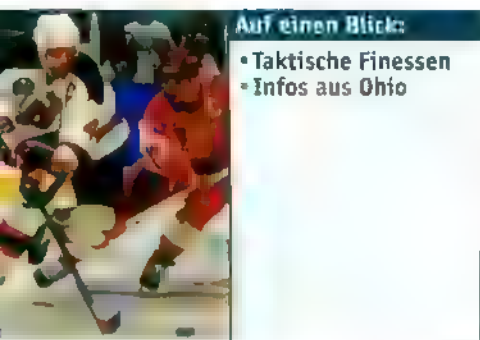 Auf einen Blick:
• Taktische Finessen
• Infos aus Ohio